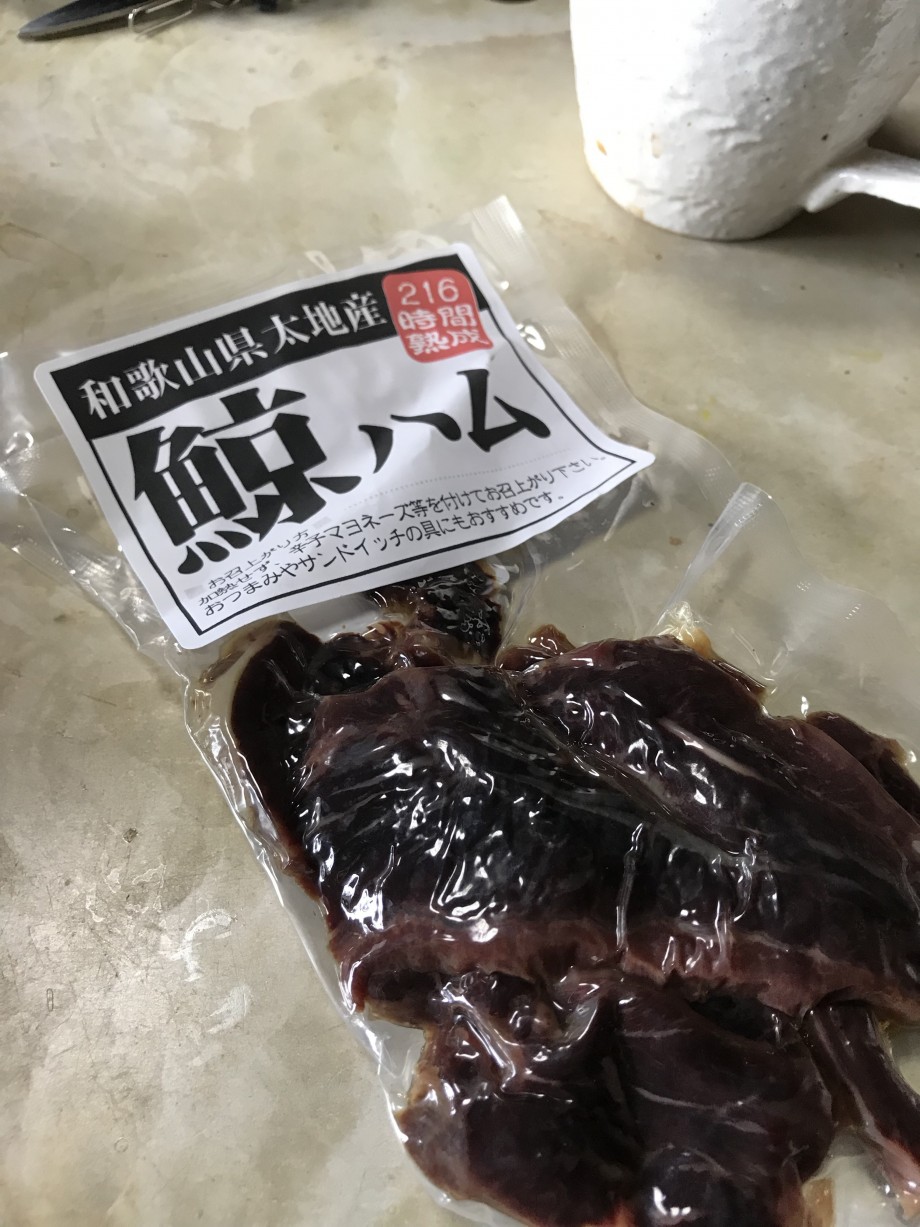 和歌山県太地産
216
時間
熟成
鯨ハム
お召上がり方
加熱せず、辛子マヨネーズ等を付けてお召上がり下さい。
おつまみやサンドイッチの具にもおすすめです。